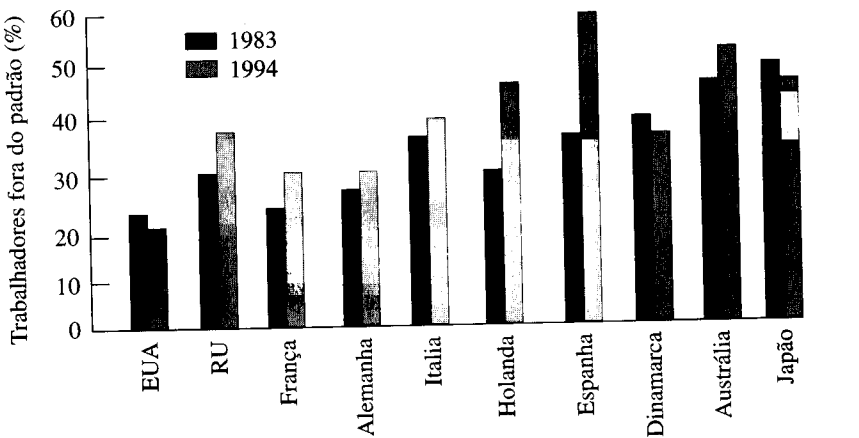 Trabalhadores fora do padrão (%)
60
50
40
30
20
10
0
1983
1994
EUA
RU
França
Alemanha
Italia
Holanda
Espanha
Dinamarca
Austrália
Japão